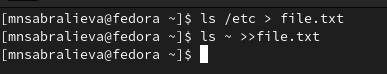 [mnsabralieva@fedora ~]$ ls /etc > file.txt
[mnsabralieva@fedora ~]$ ls ~ >>file.txt
[mnsabralieva@fedora ~]$